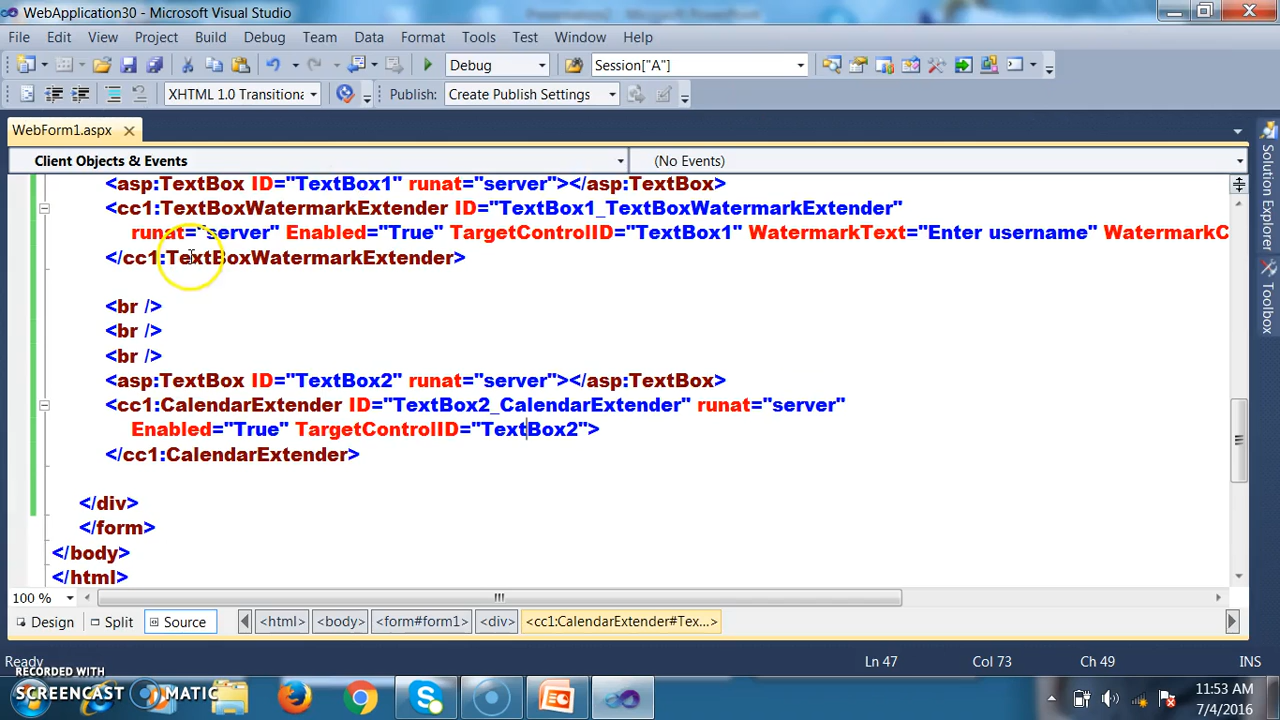 WebApplication30 - Microsoft Visual Studio
File Edit View Project Build Debug Team Data Format Tools Test Window Help
Debug Session["A"]
XHTML 1.0 Transitiona Publish: Create Publish Settings
WebForm1.aspx
Client Objects & Events (No Events)
<asp:TextBox ID="TextBox1" runat="server"></asp:TextBox>
<cc1:TextBoxWatermarkExtender ID="TextBox1_TextBoxWatermarkExtender"
runat="server" Enabled="True" TargetControlID="TextBox1" WatermarkText="Enter username" WatermarkC
</cc1:TextBoxWatermarkExtender>
<br />
<br />
<br />
<asp:TextBox ID="TextBox2" runat="server"></asp:TextBox>
<cc1:CalendarExtender ID="TextBox2_CalendarExtender" runat="server"
Enabled="True" TargetControlID="TextBox2">
</cc1:CalendarExtender>
</div>
</form>
</body>
</html>
100 %
Design Split Source <html> <body> <form#form1> <div> <cc1:CalendarExtender#Tex...>
Ready Ln 47 Col 73 Ch 49 INS
RECORDED WITH
SCREENCAST MATIC
11:53 AM
7/4/2016
Solution Explorer
Toolbox